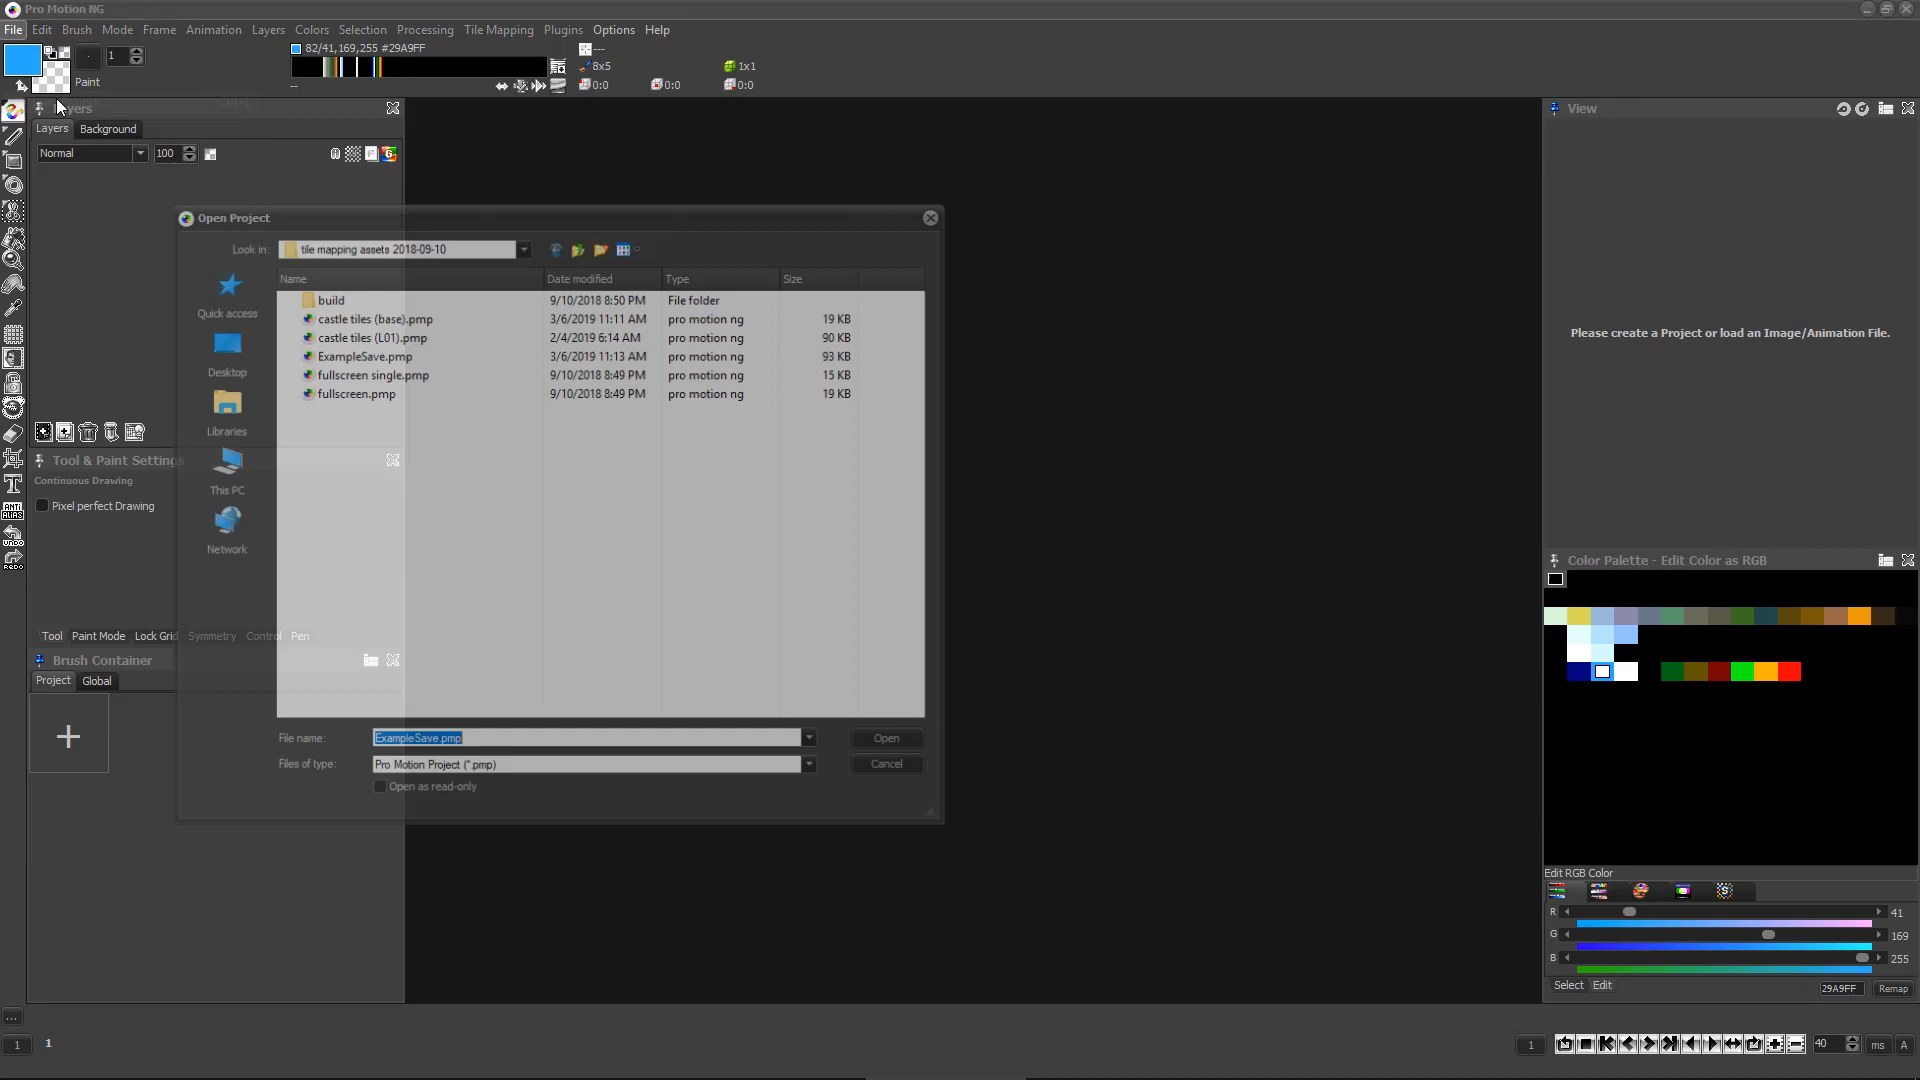 Pro Motion NG
File Edit Brush Mode Frame Animation Layers Colors Selection Processing Tile Mapping Plugins Options Help
82/41,169,255 #29A9FF
---
1
8x5
1x1
Paint
--
0:0
0:0
0:0
Layers
View
Layers Background
Normal
100
Open Project
Look in:
tile mapping assets 2018-09-10
Name Date modified Type Size
build 9/10/2018 8:50 PM File folder
castle tiles (base).pmp 3/6/2019 11:11 AM pro motion ng 19 KB
castle tiles (L01).pmp 2/4/2019 6:14 AM pro motion ng 90 KB
ExampleSave.pmp 3/6/2019 11:13 AM pro motion ng 93 KB
fullscreen single.pmp 9/10/2018 8:49 PM pro motion ng 15 KB
fullscreen.pmp 9/10/2018 8:49 PM pro motion ng 19 KB
Quick access
Desktop
Libraries
This PC
Network
File name:
ExampleSave.pmp
Open
Files of type:
Pro Motion Project (*.pmp)
Cancel
Open as read-only
Please create a Project or load an Image/Animation File.
Tool & Paint Settings
Continuous Drawing
Pixel perfect Drawing
ANTI
ALIAS
UNDO
REDO
Tool Paint Mode Lock Grid Symmetry Control Pen
Brush Container
Project Global
Color Palette - Edit Color as RGB
Edit RGB Color
R 41
G 169
B 255
Select Edit
29A9FF
Remap
...
1
1
1
40
ms
A